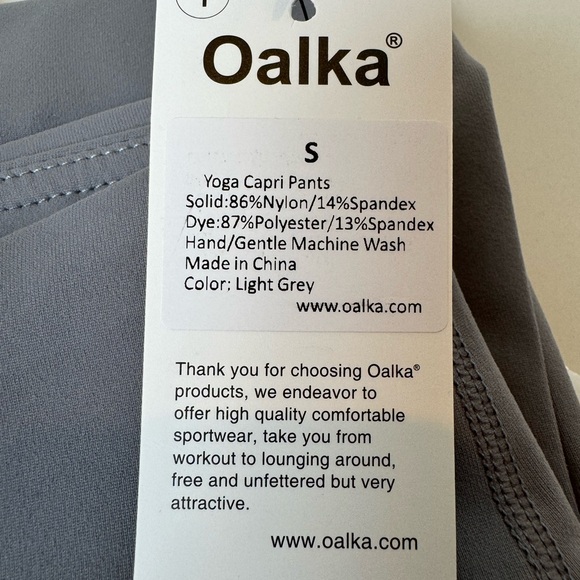 Oalka®
S
Yoga Capri Pants
Solid:86%Nylon/14%Spandex
Dye:87%Polyester/13%Spandex
Hand/Gentle Machine Wash
Made in China
Color: Light Grey
www.oalka.com
Thank you for choosing Oalka®
products, we endeavor to
offer high quality comfortable
sportwear, take you from
workout to lounging around,
free and unfettered but very
attractive.
www.oalka.com